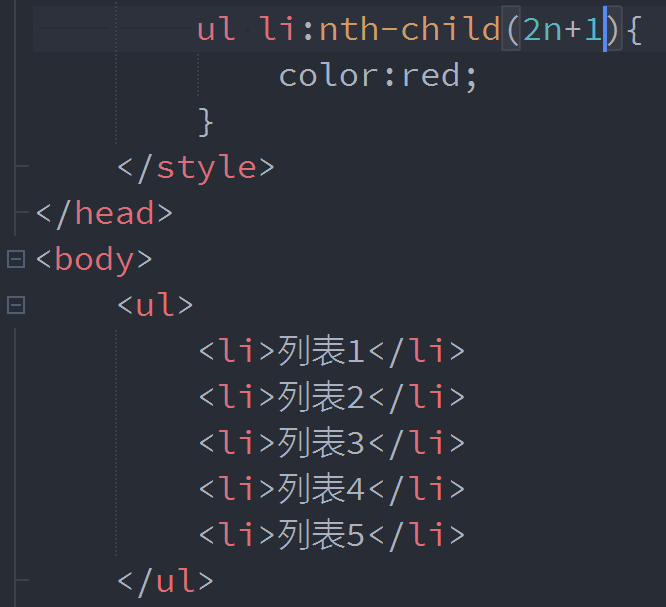 ul li:nth-child(2n+1){
color:red;
}
</style>
</head>
<body>
<ul>
<li>列表1</li>
<li>列表2</li>
<li>列表3</li>
<li>列表4</li>
<li>列表5</li>
</ul>